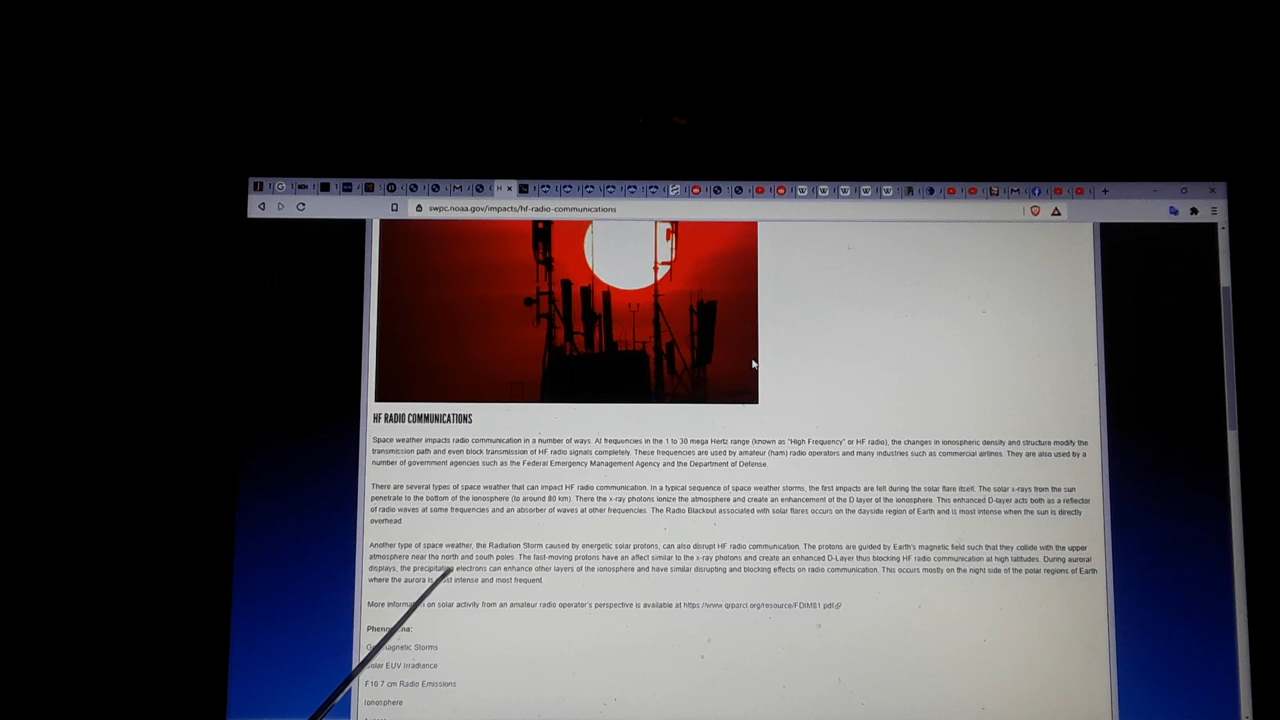 swpc.noaa.gov/impacts/hf-radio-communications
HF RADIO COMMUNICATIONS
Space weather impacts radio communication in a number of ways. At frequencies in the 1 to 30 mega Hertz range (known as "High Frequency" or HF radio), the changes in ionospheric density and structure modify the
transmission path and even block transmission of HF radio signals completely. These frequencies are used by amateur (ham) radio operators and many industries such as commercial airlines. They are also used by a
number of government agencies such as the Federal Emergency Management Agency and the Department of Defense.
There are several types of space weather that can impact HF radio communication. In a typical sequence of space weather storms, the first impacts are felt during the solar flare itself. The solar x-rays from the sun
penetrate to the bottom of the ionosphere (to around 80 km). There the x-ray photons ionize the atmosphere and create an enhancement of the D layer of the ionosphere. This enhanced D-layer acts both as a reflector
of radio waves at some frequencies and an absorber of waves at other frequencies. The Radio Blackout associated with solar flares occurs on the dayside region of Earth and is most intense when the sun is directly
overhead.
Another type of space weather, the Radiation Storm caused by energetic solar protons, can also disrupt HF radio communication. The protons are guided by Earth's magnetic field such that they collide with the upper
atmosphere near the north and south poles. The fast-moving protons have an affect similar to the x-ray photons and create an enhanced D-Layer thus blocking HF radio communication at high latitudes. During auroral
displays, the precipitating electrons can enhance other layers of the ionosphere and have similar disrupting and blocking effects on radio communication. This occurs mostly on the night side of the polar regions of Earth
where the aurora is most intense and most frequent.
More information on solar activity from an amateur radio operator's perspective is available at https://www.qrparci.org/resource/FDIM81.pdf
Phenomena:
Geomagnetic Storms
Solar EUV Irradiance
F10.7 cm Radio Emissions
Ionosphere